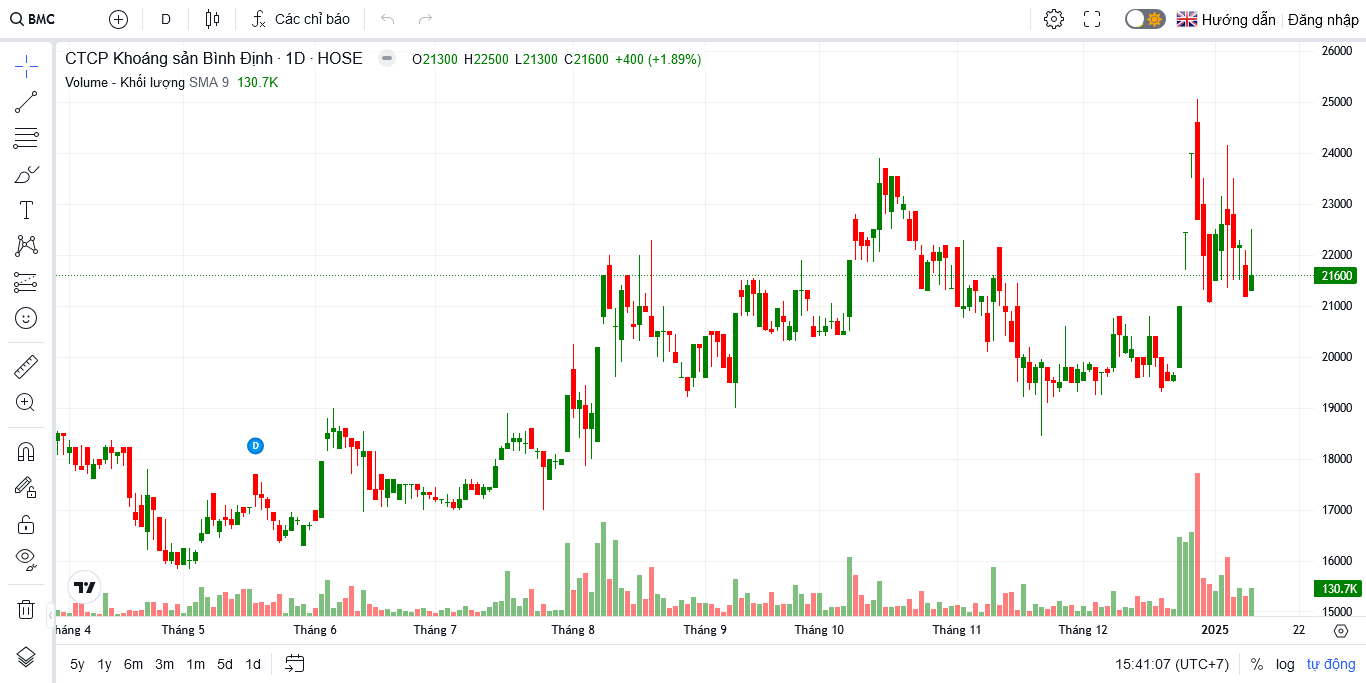 BMC D Các chỉ báo Hướng dẫn Đăng nhập
CTCP Khoáng sản Bình Định · 1D · HOSE O21300 H22500 L21300 C21600 +400 (+1.89%)
Volume - Khối lượng SMA 9 130.7K
26000
25000
24000
23000
22000
21600
21000
20000
19000
18000
17000
16000
130.7K
15000
D
háng 4 Tháng 5 Tháng 6 Tháng 7 Tháng 8 Tháng 9 Tháng 10 Tháng 11 Tháng 12 2025 22
5y 1y 6m 3m 1m 5d 1d 15:41:07 (UTC+7) % log tự động